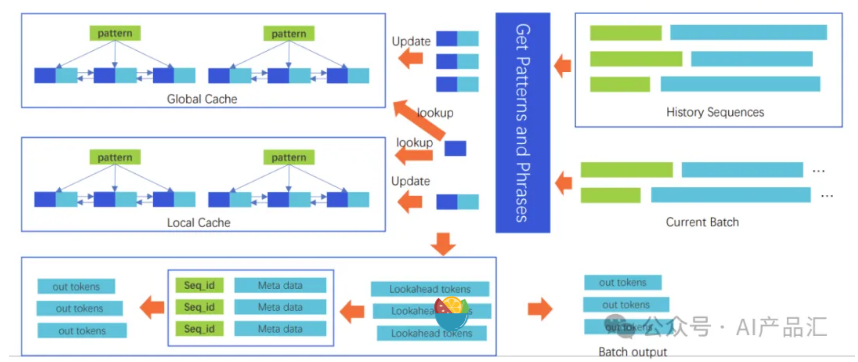 pattern
pattern
Global Cache
Update
lookup
lookup
Update
pattern
pattern
Local Cache
Get Patterns and Phrases
History Sequences
...
...
Current Batch
out tokens
out tokens
out tokens
Seq_id
Meta data
Seq_id
Meta data
Seq_id
Meta data
Lookahead tokens
Lookahead tokens
Lookahead tokens
out tokens
out tokens
out tokens
Batch output
公众号 · AI产品汇